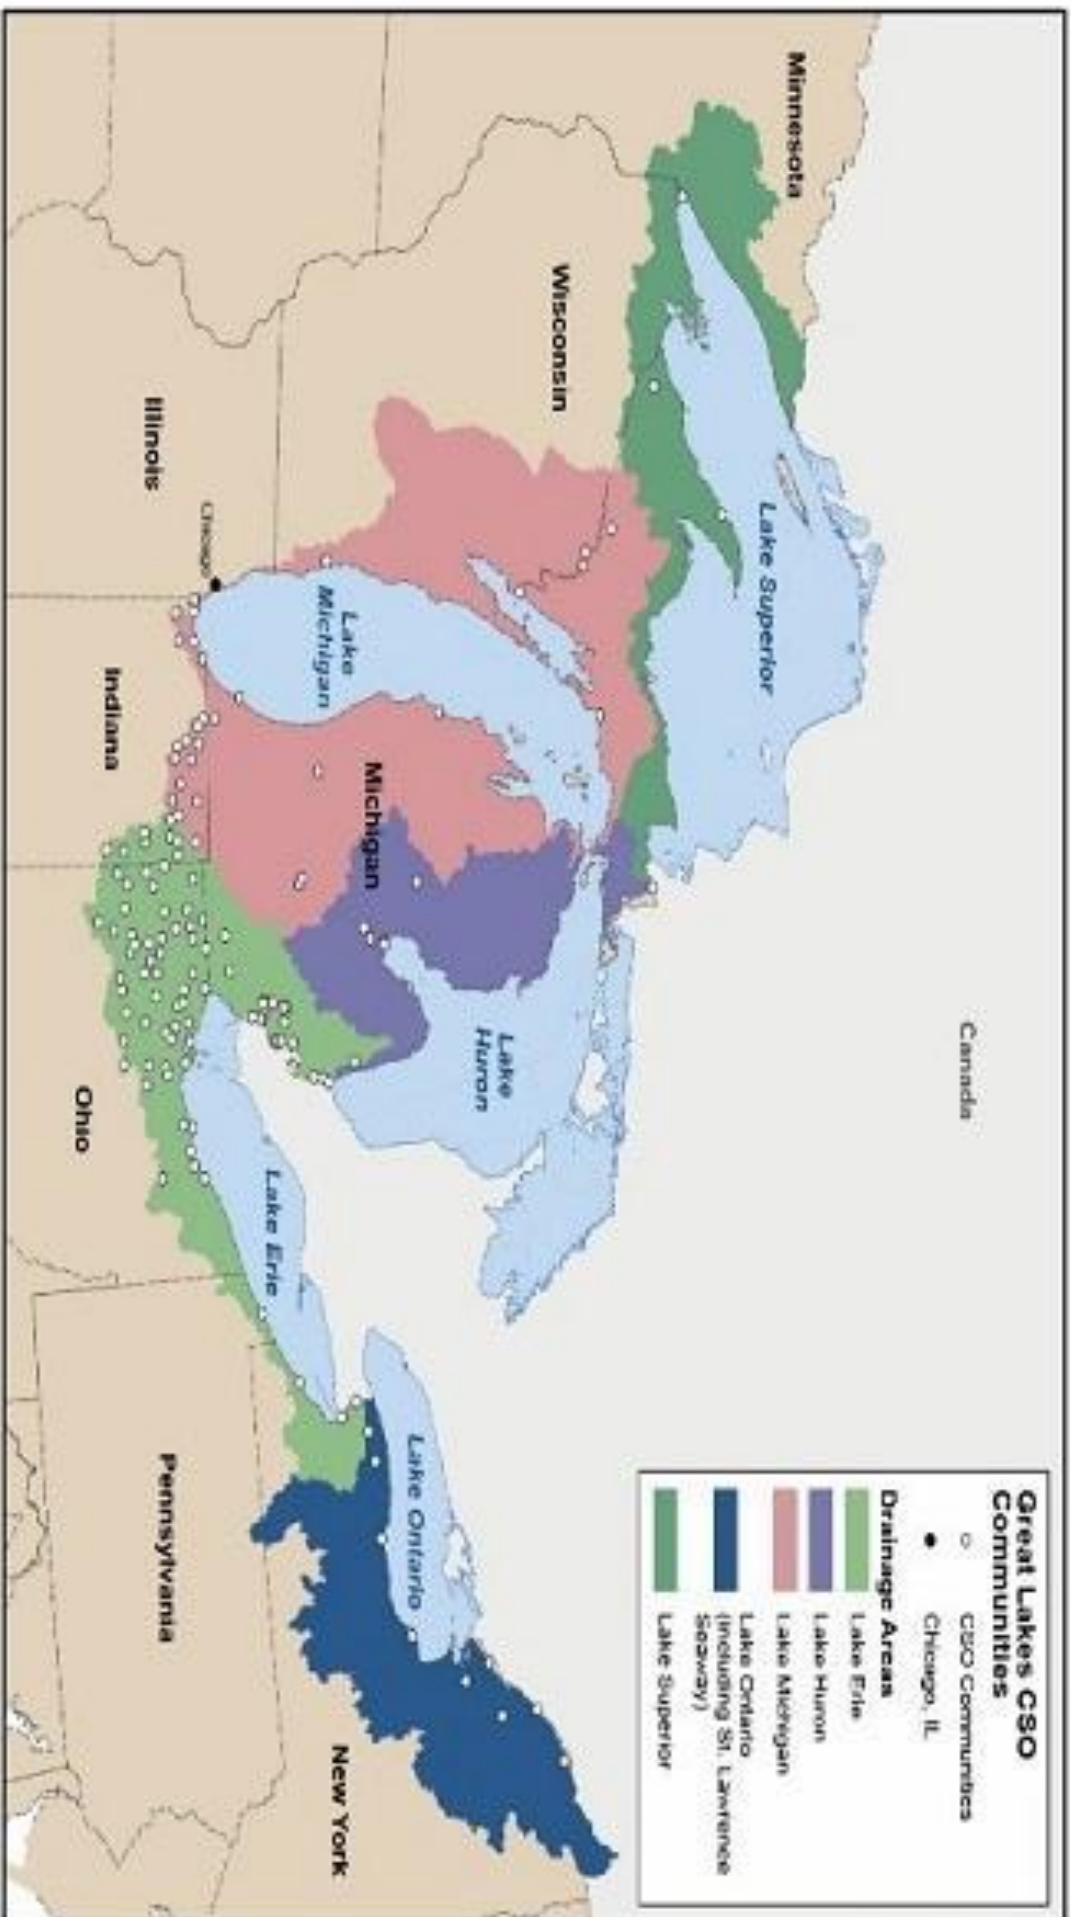 Great Lakes CSO
Communities
CSO Communities
Chicago, IL
Drainage Areas
Lake Erie
Lake Huron
Lake Michigan
Lake Ontario
(Including St. Lawrence
Seaway)
Lake Superior
Canada
Minnesota
Lake Superior
Wisconsin
Lake
Huron
Lake Ontario
Michigan
Lake
Michigan
New York
Lake Erie
Chicago
Illinois
Pennsylvania
Indiana
Ohio